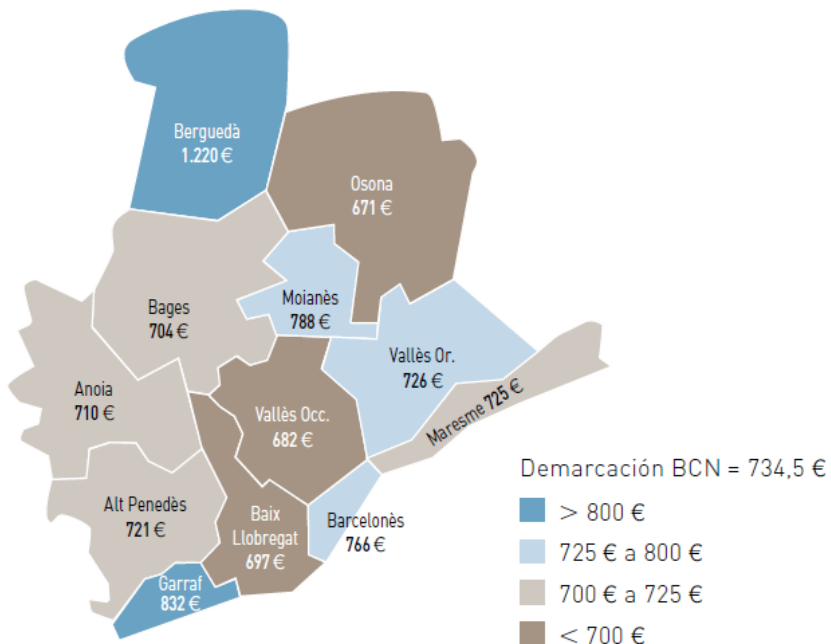 Berguedà
1.220 €
Osona
671 €
Moianès
788 €
Bages
704 €
Vallès Or.
726 €
Maresme 725 €
Anoia
710 €
Vallès Occ.
682 €
Alt Penedès
721 €
Baix
Llobregat
697 €
Barcelonès
766 €
Garraf
832 €
Demarcación BCN = 734,5 €
> 800 €
725 € a 800 €
700 € a 725 €
< 700 €